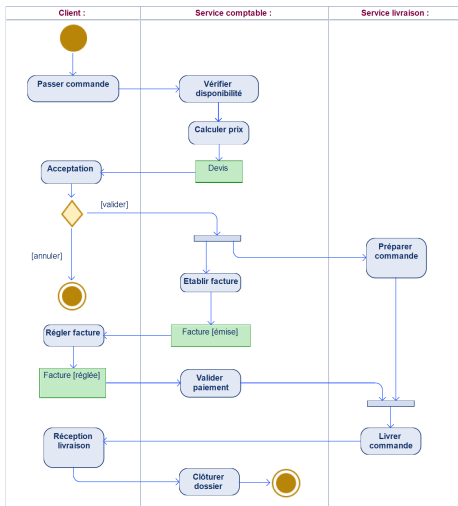 Client :
Service comptable :
Service livraison :
Passer commande
Vérifier
disponibilité
Calculer prix
Acceptation
Devis
[valider]
Préparer
commande
[annuler]
Etablir facture
Régler facture
Facture [émise]
Facture [réglée]
Valider
paiement
Réception
livraison
Livrer
commande
Clôturer
dossier